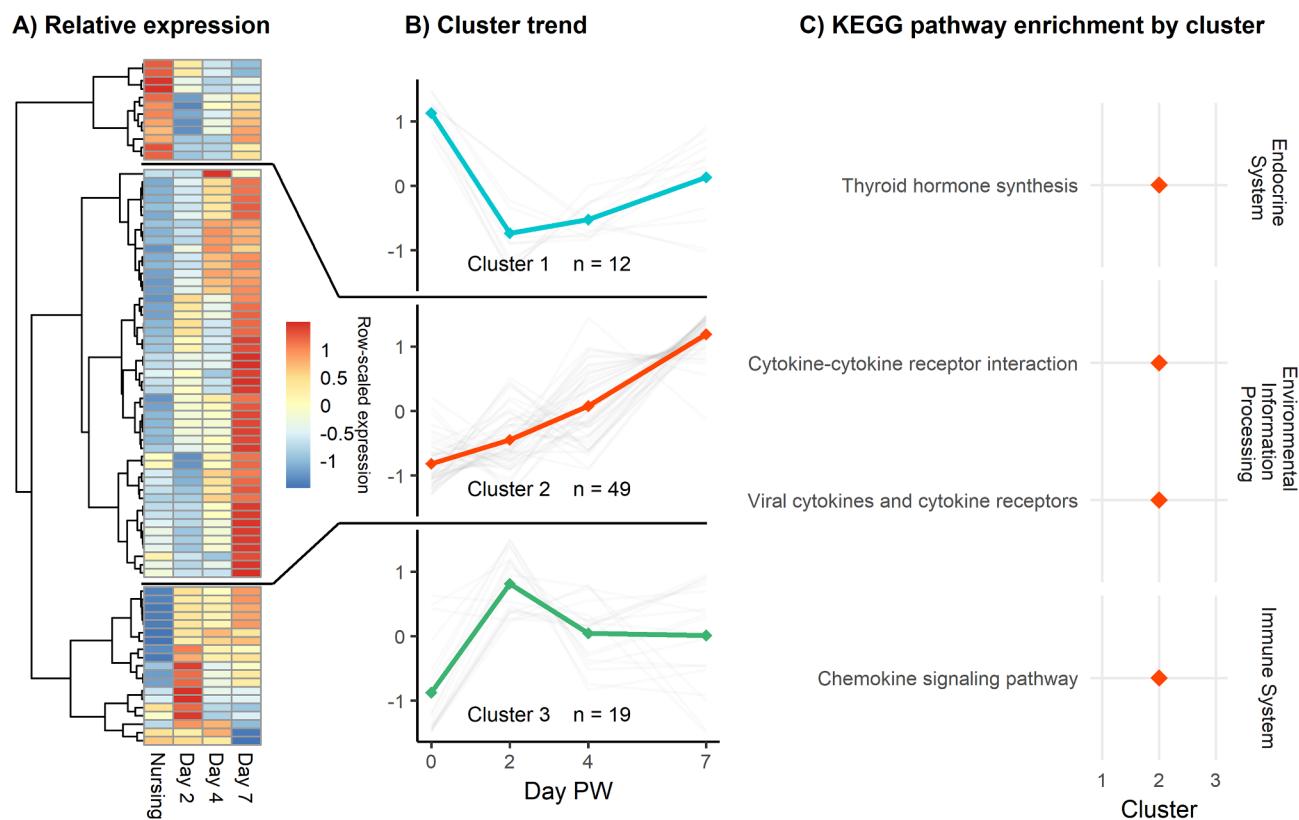 A) Relative expression
B) Cluster trend
C) KEGG pathway enrichment by cluster
1
0.5
0
-0.5
-1
Row-scaled expression
Nursing
Day 2
Day 4
Day 7
1
0
-1
Cluster 1 n = 12
1
0
-1
Cluster 2 n = 49
1
0
-1
Cluster 3 n = 19
0 2 4 7
Day PW
Thyroid hormone synthesis
Cytokine-cytokine receptor interaction
Viral cytokines and cytokine receptors
Chemokine signaling pathway
Endocrine
System
Environmental
Information
Processing
Immune System
1 2 3
Cluster